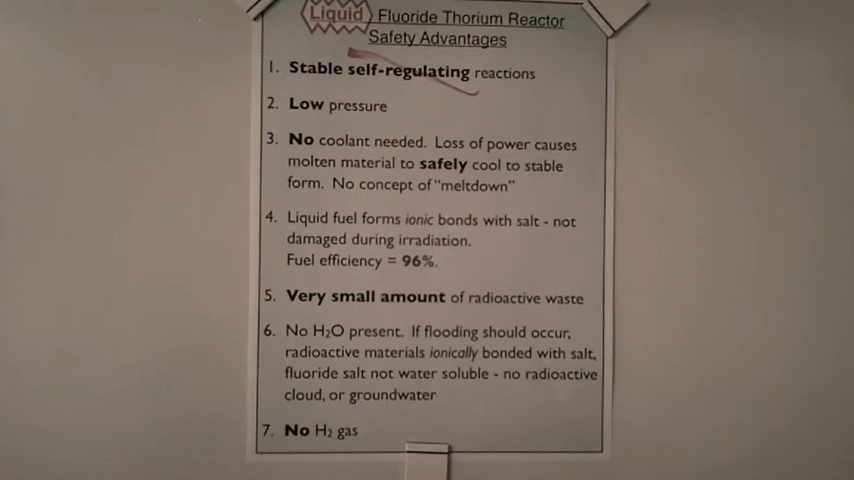 Liquid Fluoride Thorium Reactor
Safety Advantages
1. Stable self-regulating reactions
2. Low pressure
3. No coolant needed. Loss of power causes
molten material to safely cool to stable
form. No concept of "meltdown"
4. Liquid fuel forms ionic bonds with salt - not
damaged during irradiation.
Fuel efficiency = 96%.
5. Very small amount of radioactive waste
6. No H₂O present. If flooding should occur,
radioactive materials ionically bonded with salt,
fluoride salt not water soluble - no radioactive
cloud, or groundwater
7. No H₂ gas